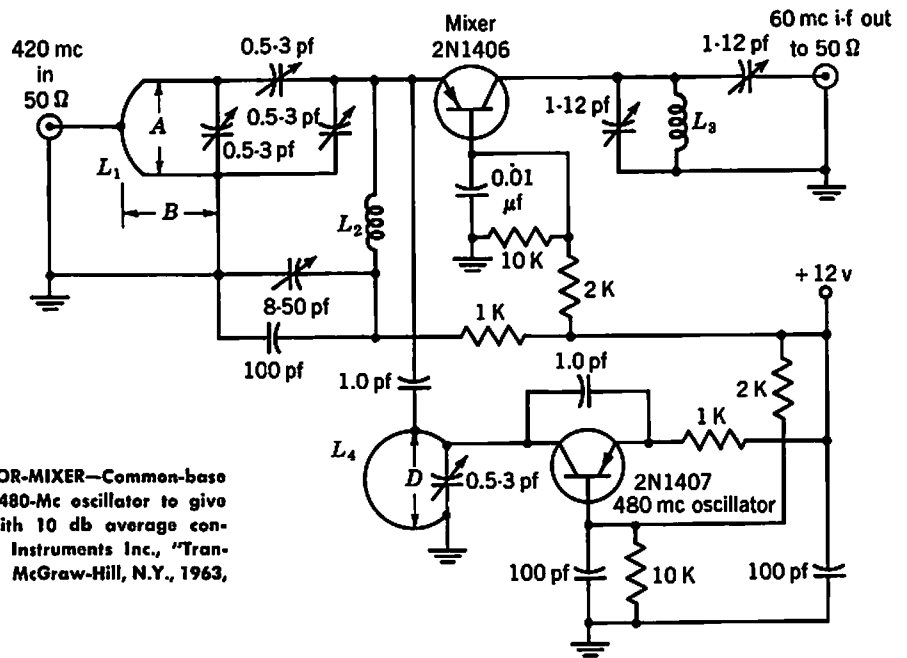 Mixer
2N1406
60 mc i-f out
to 50 Ω
420 mc
in
50 Ω
0.5-3 pf
1-12 pf
A
0.5-3 pf
0.5-3 pf
1-12 pf
L3
L1
B
0.01
μf
L2
10 K
2 K
+ 12 v
8-50 pf
1 K
100 pf
1.0 pf
1.0 pf
2 K
L4
D
0.5-3 pf
1 K
2N1407
480 mc oscillator
100 pf
10 K
100 pf
OR-MIXER—Common-base
480-Mc oscillator to give
ith 10 db average con-
Instruments Inc., "Tran-
McGraw-Hill, N.Y., 1963,